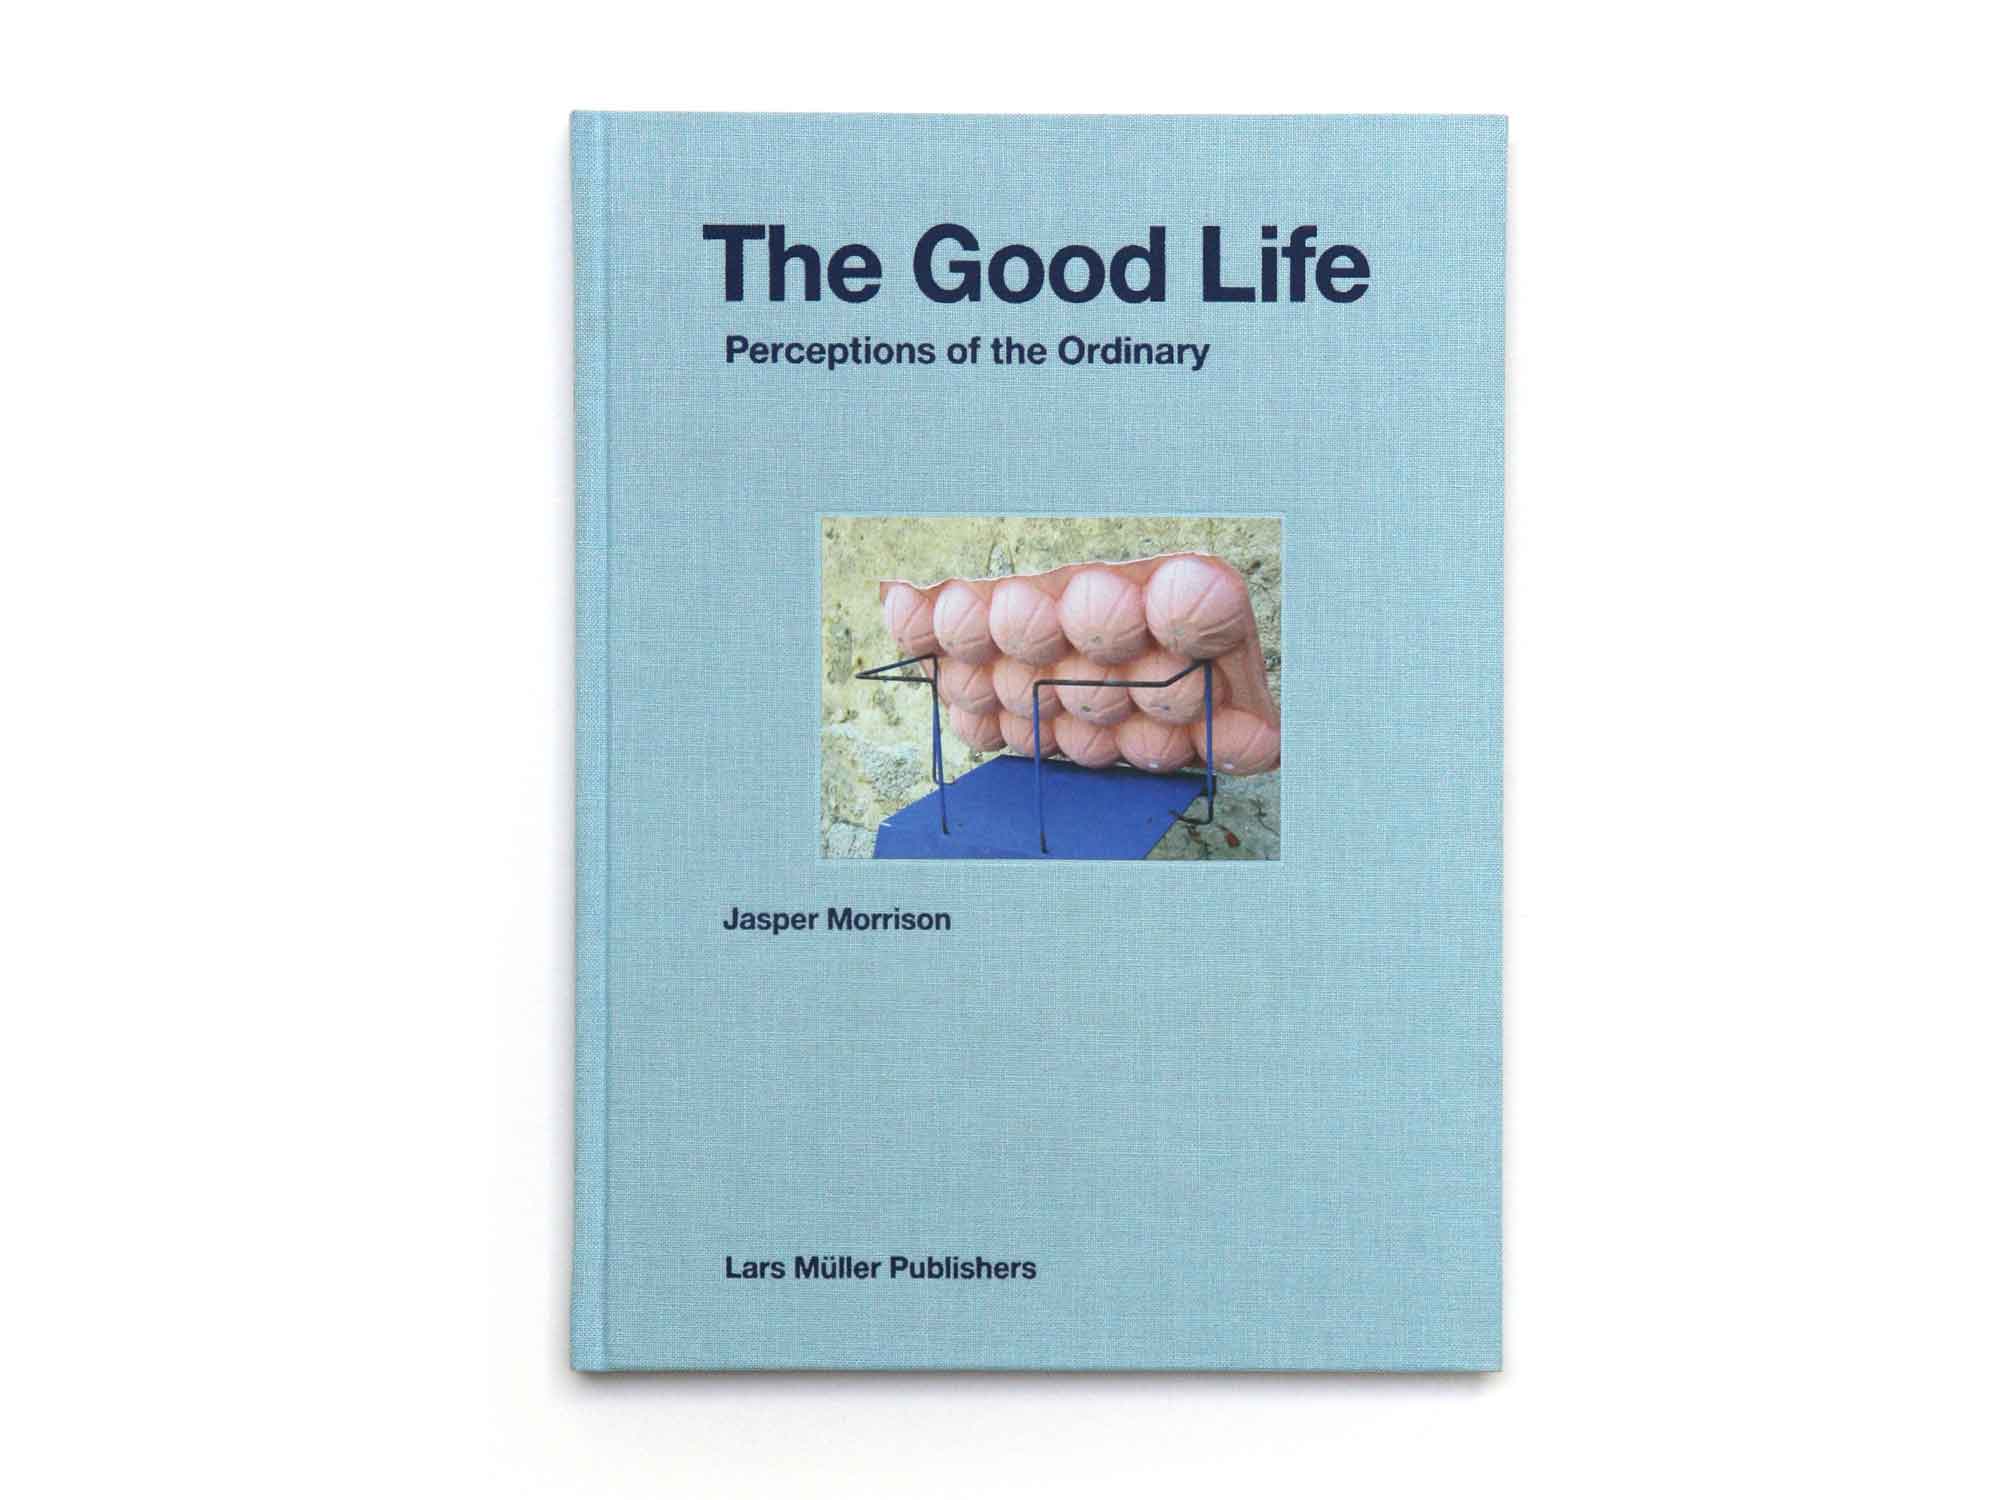 The Good Life
Perceptions of the Ordinary
Jasper Morrison
Lars Müller Publishers